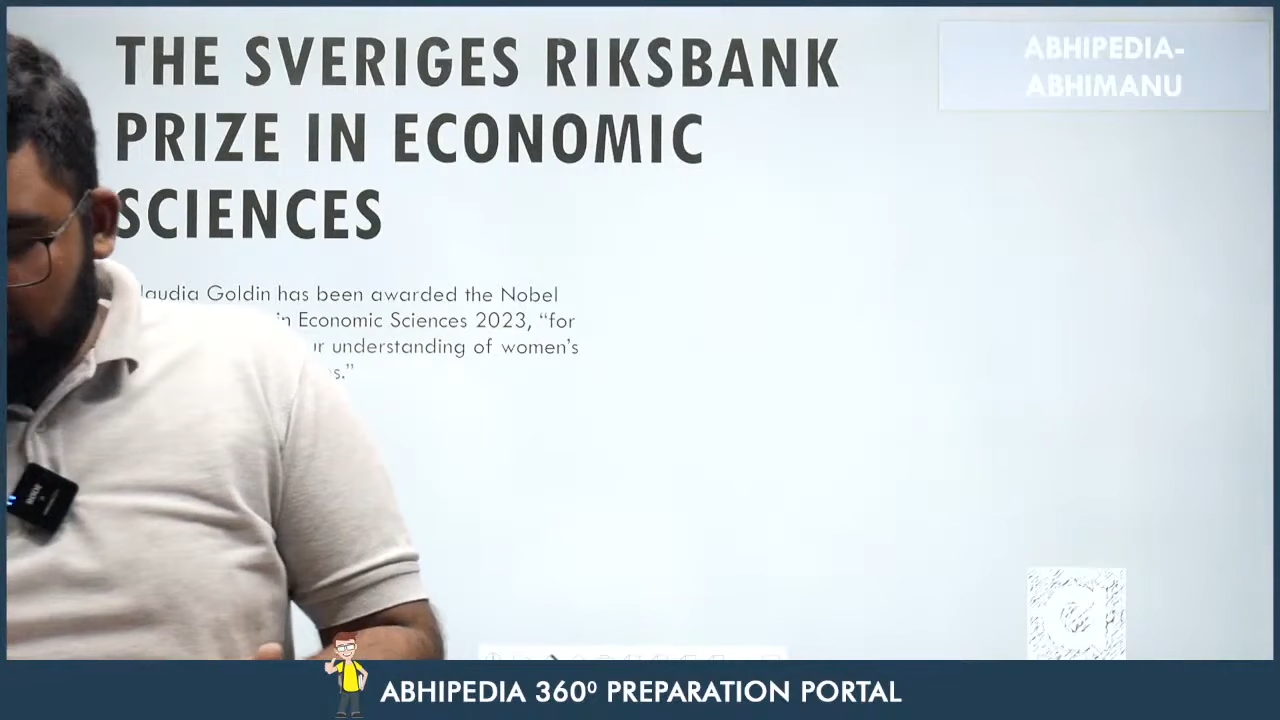 THE SVERIGES RIKSBANK
PRIZE IN ECONOMIC
SCIENCES
ABHIPEDIA-
ABHIMANU
laudia Goldin has been awarded the Nobel
in Economic Sciences 2023, “for
understanding of women’s
ABHIPEDIA 360⁰ PREPARATION PORTAL